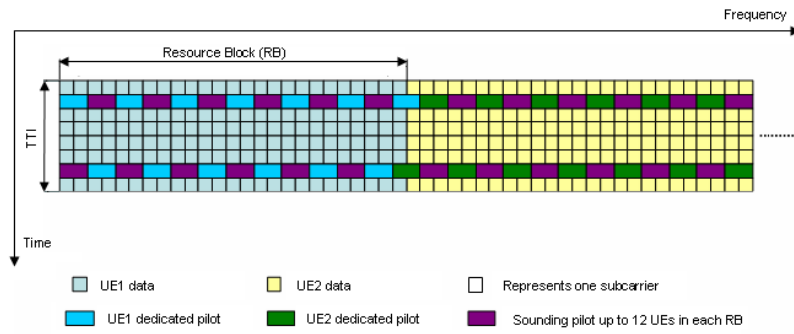 Frequency
Resource Block (RB)
TTI
Time
UE1 data
UE2 data
Represents one subcarrier
UE1 dedicated pilot
UE2 dedicated pilot
Sounding pilot up to 12 UEs in each RB